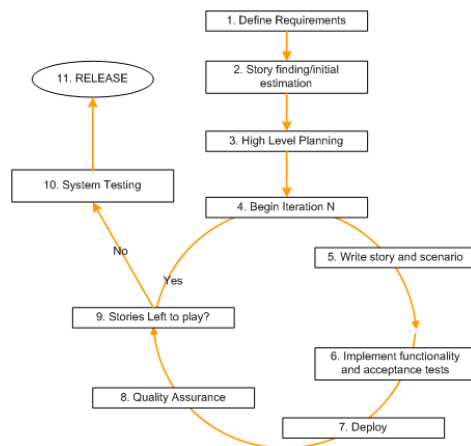 1. Define Requirements
2. Story finding/initial
estimation
3. High Level Planning
4. Begin Iteration N
5. Write story and scenario
6. Implement functionality
and acceptance tests
7. Deploy
8. Quality Assurance
9. Stories Left to play?
Yes
No
10. System Testing
11. RELEASE